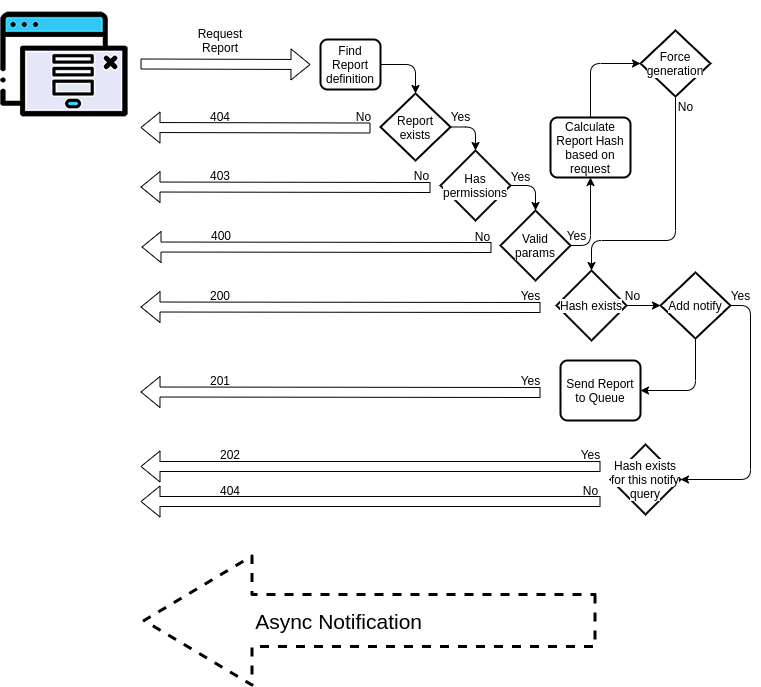 Request
Report
Find
Report
definition
Force
generation
404
No
Report
exists
Yes
Calculate
Report Hash
based on
request
No
403
No
Has
permissions
Yes
400
No
Valid
params
Yes
200
Yes
Hash exists
No
Add notify
Yes
201
Yes
Send Report
to Queue
202
Yes
Hash exists
for this notify
query
404
No
Async Notification